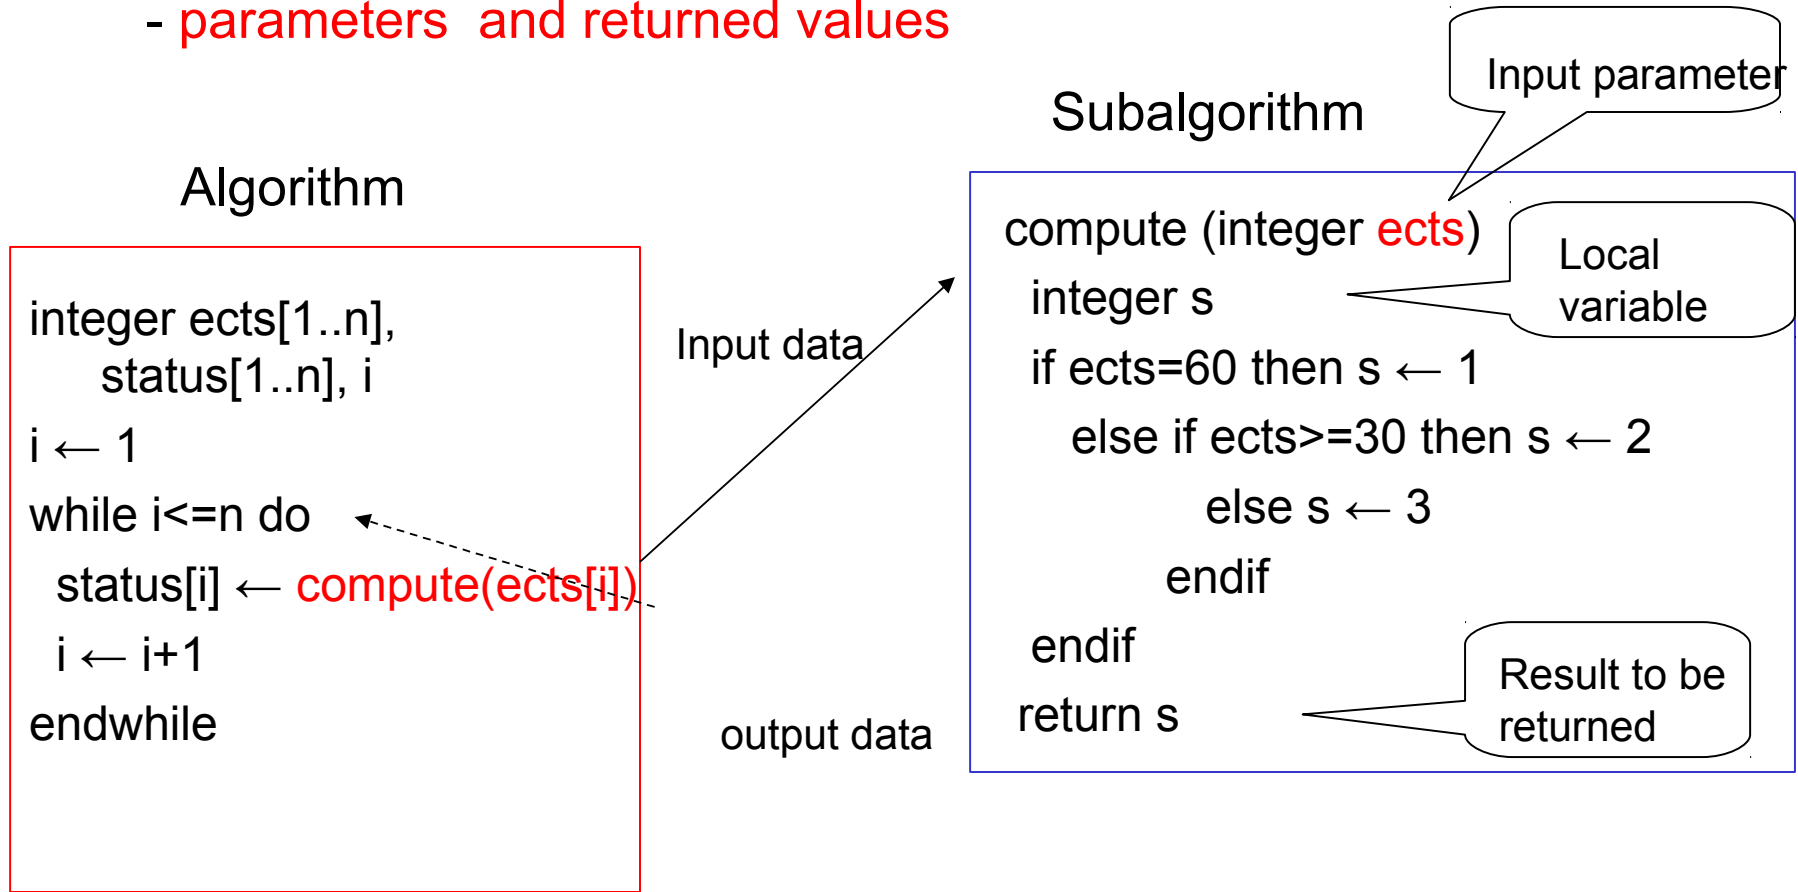 - parameters and returned values
Algorithm
integer ects[1..n],
status[1..n], i
i ← 1
while i<=n do
status[i] ← compute(ects[i])
i ← i+1
endwhile
Input data
output data
Subalgorithm
Input parameter
compute (integer ects)
integer s
Local
variable
if ects=60 then s ← 1
else if ects>=30 then s ← 2
else s ← 3
endif
endif
return s
Result to be
returned